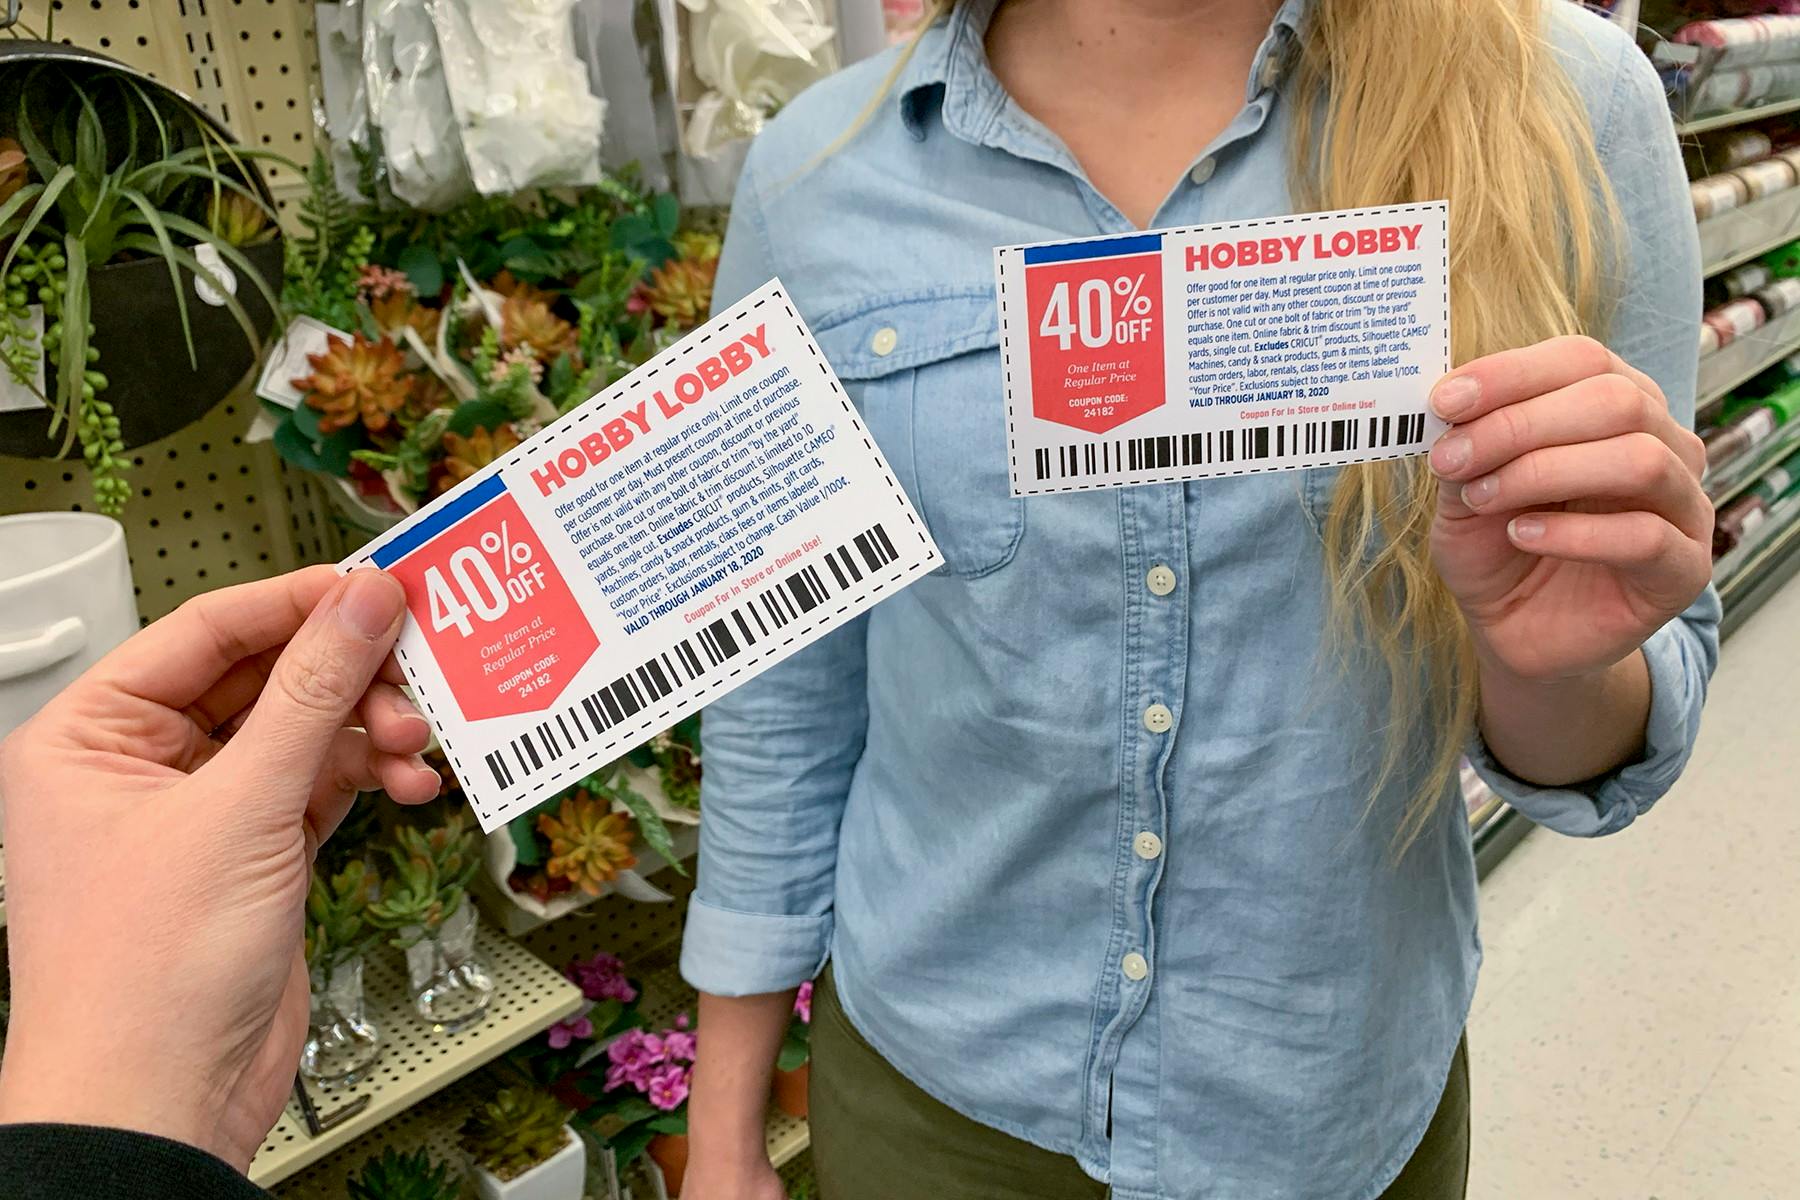 HOBBY LOBBY
40% OFF
One Item at
Regular Price
COUPON CODE:
24182
Offer good for one item at regular price only. Limit one coupon
per customer per day. Must present coupon at time of purchase.
Offer is not valid with any other coupon, discount or previous
purchase. One cut or one bolt of fabric or trim "by the yard"
equals one item. Online fabric & trim discount is limited to 10
yards, single cut. Excludes CRICUT® products, Silhouette CAMEO®
Machines, candy & snack products, gum & mints, gift cards,
custom orders, labor, rentals, class fees or items labeled
"Your Price". Exclusions subject to change. Cash Value 1/100¢.
VALID THROUGH JANUARY 18, 2020
Coupon For In Store or Online Use!
HOBBY LOBBY
40% OFF
One Item at
Regular Price
COUPON CODE:
24182
Offer good for one item at regular price only. Limit one coupon
per customer per day. Must present coupon at time of purchase.
Offer is not valid with any other coupon, discount or previous
purchase. One cut or one bolt of fabric or trim "by the yard"
equals one item. Online fabric & trim discount is limited to 10
yards, single cut. Excludes CRICUT® products, Silhouette CAMEO®
Machines, candy & snack products, gum & mints, gift cards,
custom orders, labor, rentals, class fees or items labeled
"Your Price". Exclusions subject to change. Cash Value 1/100¢.
VALID THROUGH JANUARY 18, 2020
Coupon For In Store or Online Use!